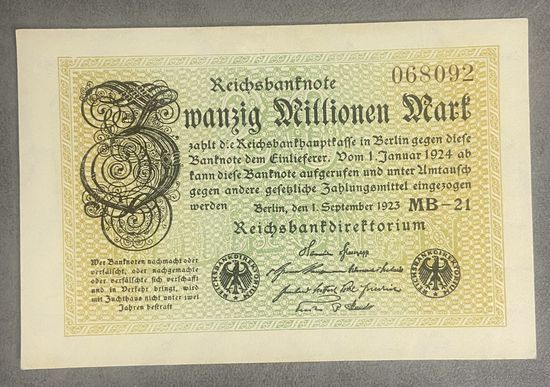 Reichsbanknote
068092
Zwanzig Millionen Mark
zahlt die Reichsbankhauptkasse in Berlin gegen diese
Banknote dem Einlieferer. Vom 1. Januar 1924 ab
kann diese Banknote aufgerufen und unter Umtausch
gegen andere gesetzliche Zahlungsmittel eingezogen
werden Berlin, den 1. September 1923 MB-21
Reichsbankdirektorium
Wer Banknoten nachmacht oder
verfälscht, oder nachgemachte
oder verfälschte sich verschafft
und in Verkehr bringt, wird
mit Zuchthaus nicht unter zwei
Jahren bestraft
REICHSBANKDIREKTORIUM
REICHSBANKDIREKTORIUM